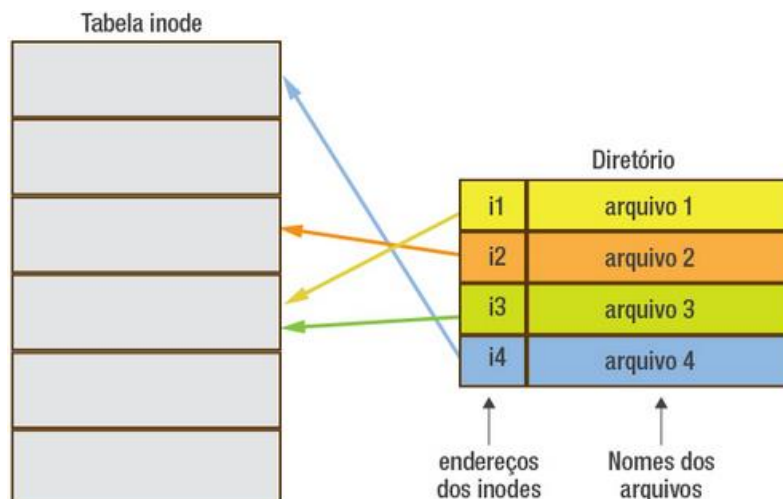 Tabela inode
Diretório
i1 arquivo 1
i2 arquivo 2
i3 arquivo 3
i4 arquivo 4
endereços
dos inodes
Nomes dos
arquivos